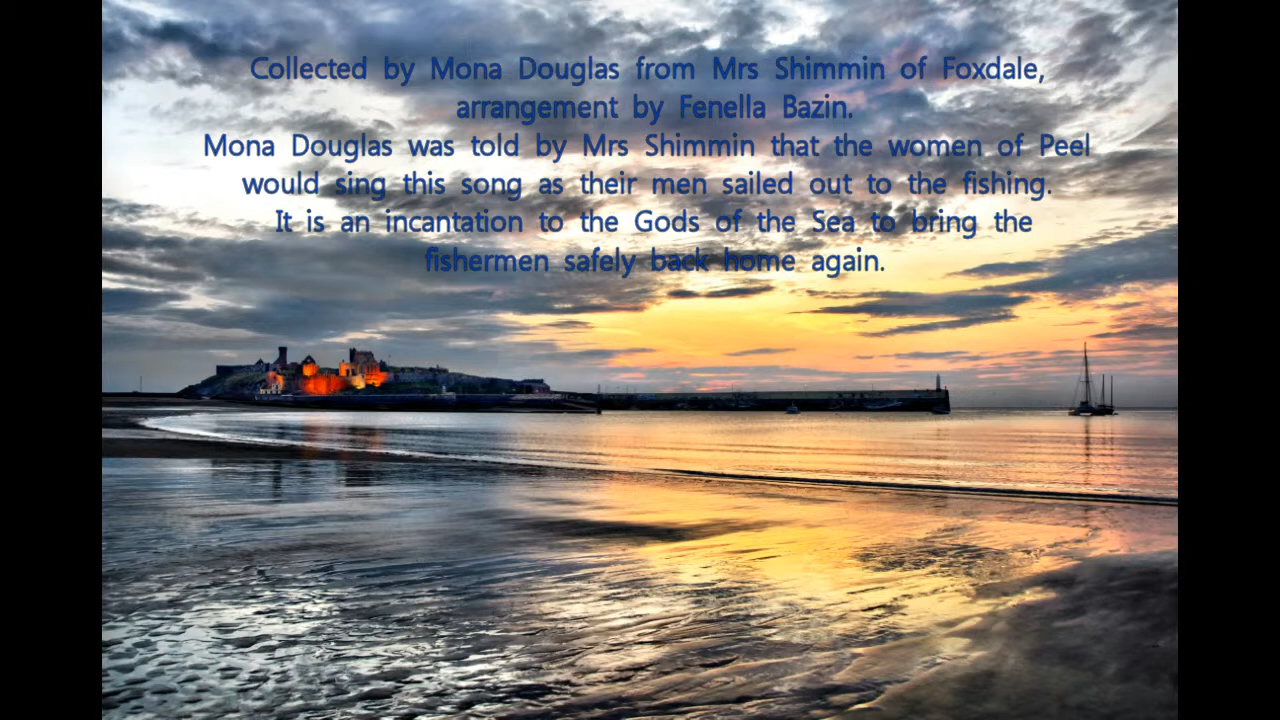 Collected by Mona Douglas from Mrs Shimmin of Foxdale,
arrangement by Fenella Bazin.
Mona Douglas was told by Mrs Shimmin that the women of Peel
would sing this song as their men sailed out to the fishing.
It is an incantation to the Gods of the Sea to bring the
fishermen safely back home again.